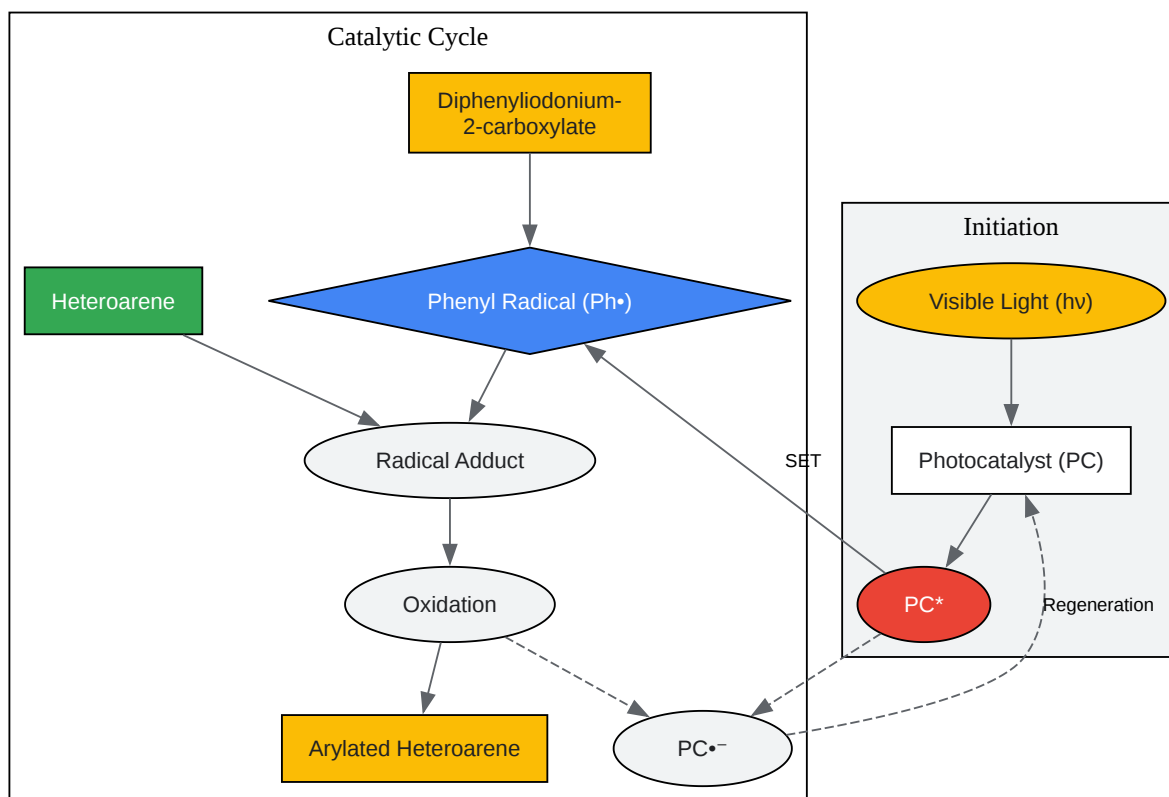 Catalytic Cycle
Diphenyliodonium-
2-carboxylate
Initiation
Heteroarene
Phenyl Radical (Ph•)
Visible Light (hν)
Radical Adduct
SET
Photocatalyst (PC)
Oxidation
PC*
Regeneration
Arylated Heteroarene
PC•⁻